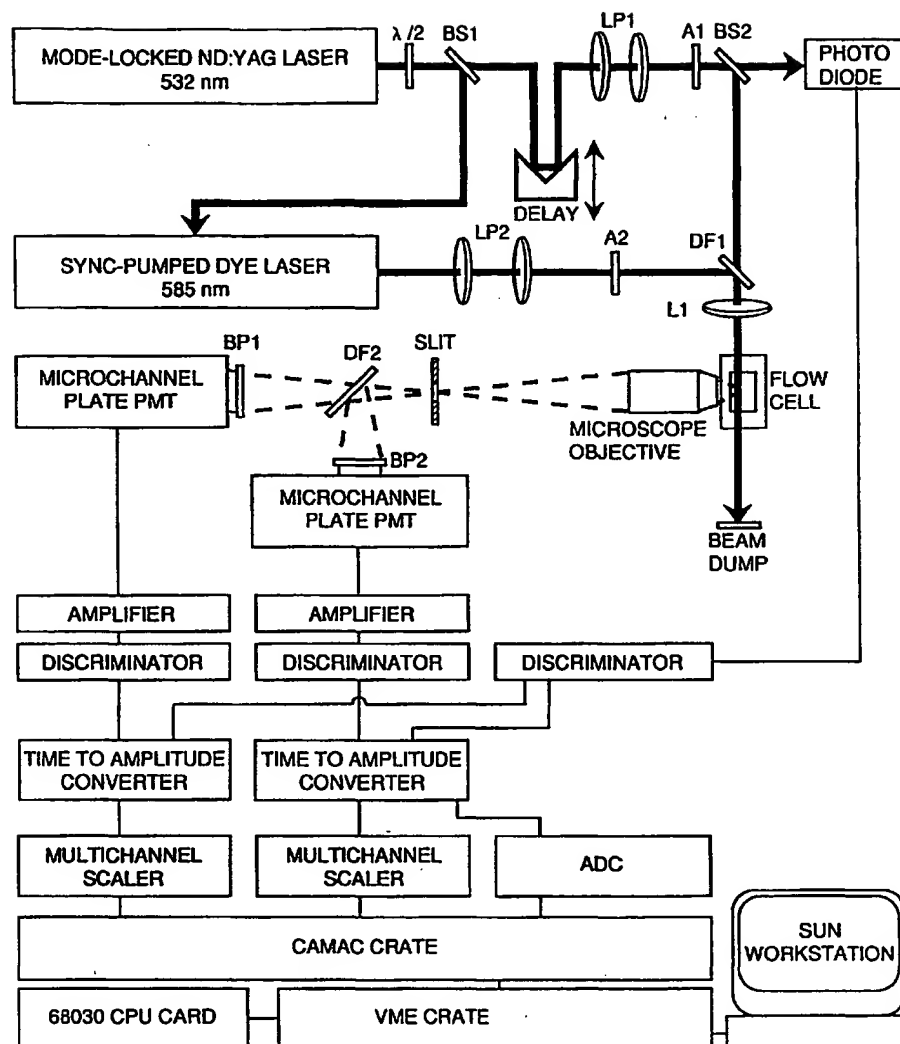 λ/2 BS1 LP1 A1 BS2
MODE-LOCKED ND:YAG LASER
532 nm
PHOTO
DIODE
DELAY
LP2 A2 DF1
SYNC-PUMPED DYE LASER
585 nm
L1
BP1 DF2 SLIT
MICROCHANNEL
PLATE PMT
FLOW
CELL
MICROSCOPE
OBJECTIVE
BP2
MICROCHANNEL
PLATE PMT
BEAM
DUMP
AMPLIFIER AMPLIFIER
DISCRIMINATOR DISCRIMINATOR DISCRIMINATOR
TIME TO AMPLITUDE
CONVERTER
TIME TO AMPLITUDE
CONVERTER
MULTICHANNEL
SCALER
MULTICHANNEL
SCALER
ADC
CAMAC CRATE
SUN
WORKSTATION
68030 CPU CARD VME CRATE